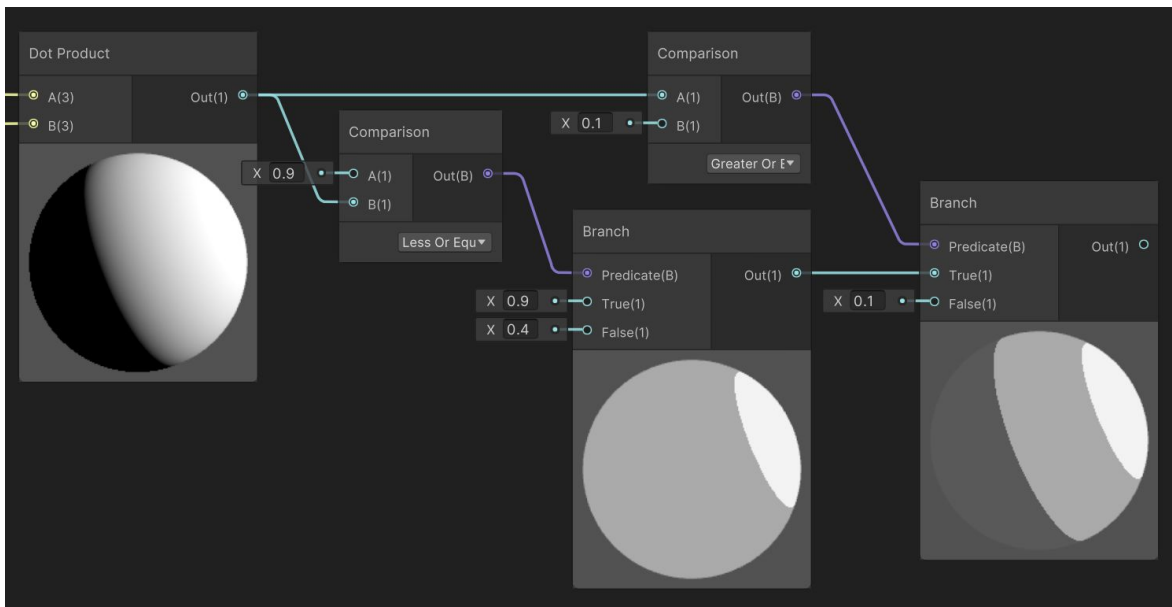 Dot Product
A(3) Out(1)
B(3)
Comparison
X 0.9 A(1) Out(B)
B(1)
Less Or Equ
Comparison
A(1) Out(B)
X 0.1 B(1)
Greater Or E
Branch
Predicate(B) Out(1)
X 0.9 True(1)
X 0.4 False(1)
Branch
Predicate(B) Out(1)
True(1)
X 0.1 False(1)